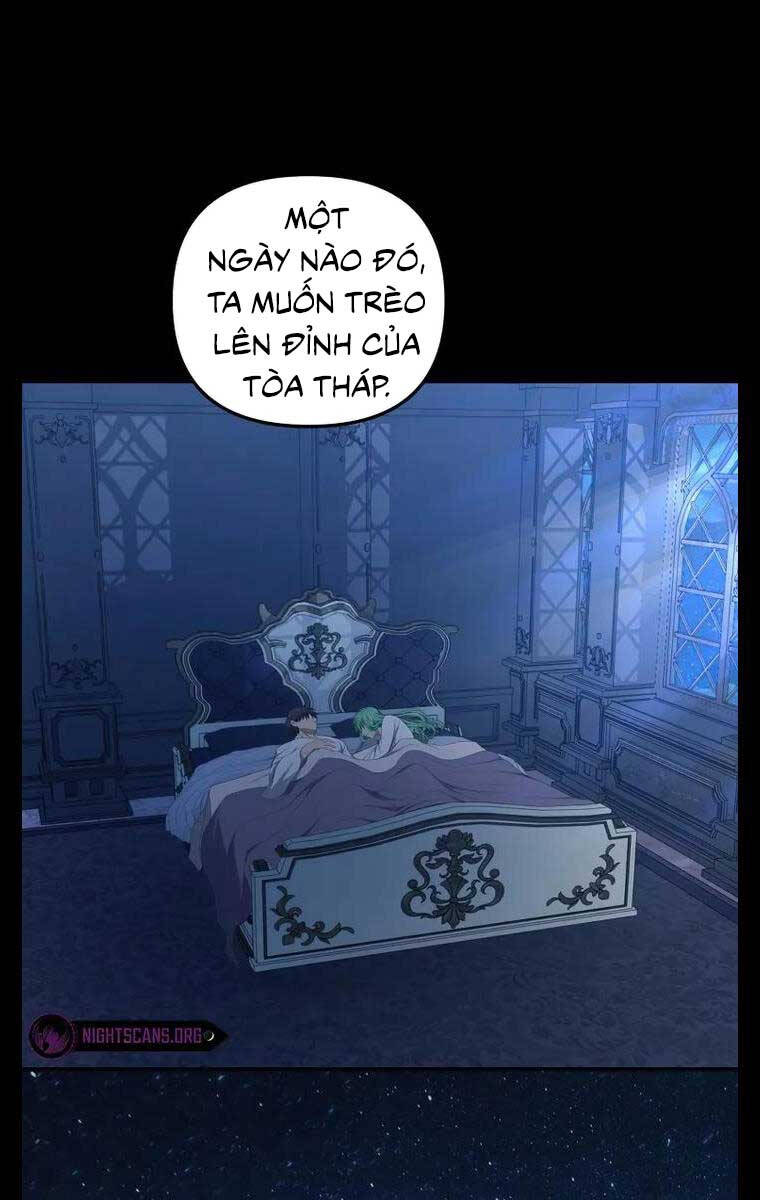 MỘT
NGÀY NÀO ĐÓ,
TA MUỐN TRÈO
LÊN ĐỈNH CỦA
TÒA THÁP.
NIGHTSCANS.ORG